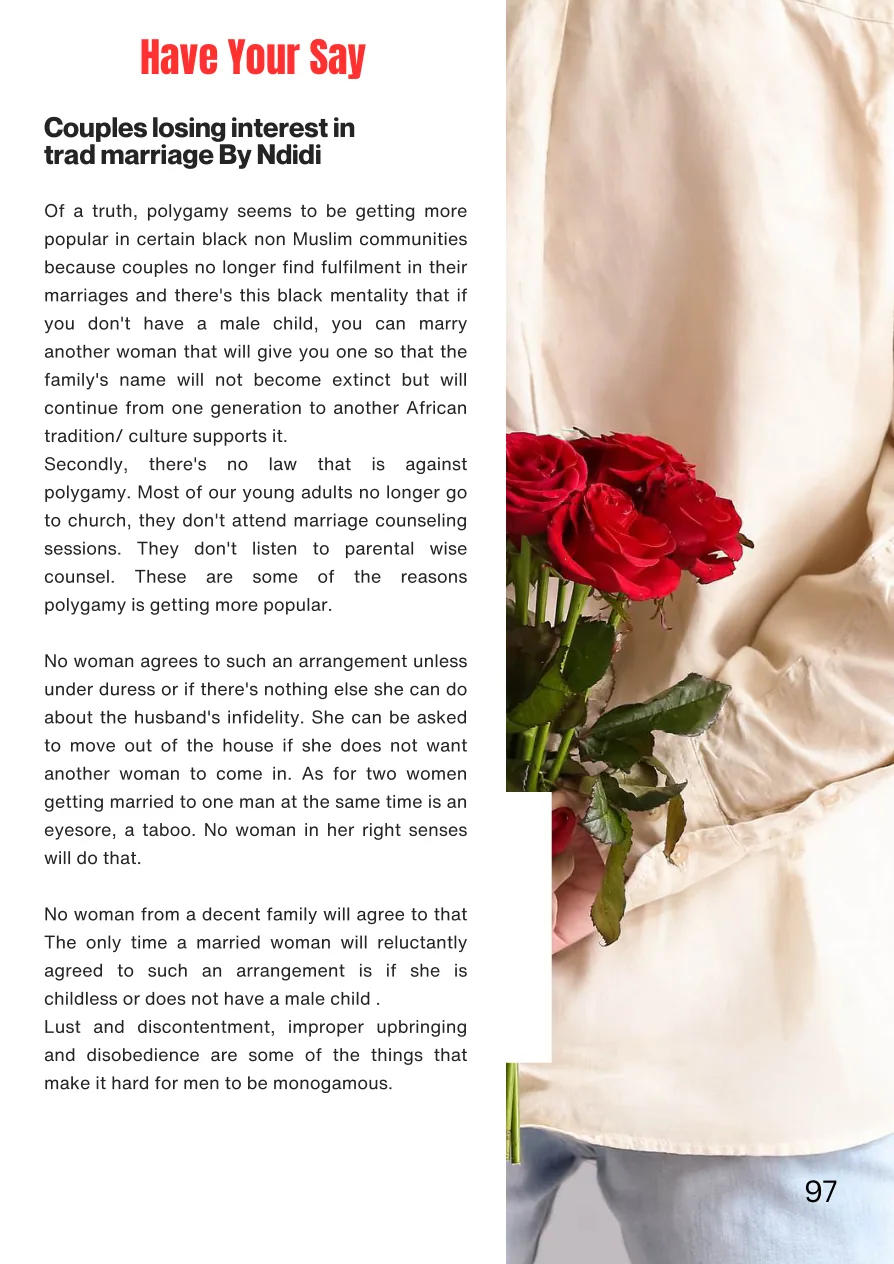 Have Your Say
Couples losing interest in
trad marriage By Ndidi
Of a truth, polygamy seems to be getting more
popular in certain black non Muslim communities
because couples no longer find fulfilment in their
marriages and there's this black mentality that if
you don't have a male child, you can marry
another woman that will give you one so that the
family's name will not become extinct but will
continue from one generation to another African
tradition/ culture supports it.
Secondly, there's no law that is against
polygamy. Most of our young adults no longer go
to church, they don't attend marriage counseling
sessions. They don't listen to parental wise
counsel. These are some of the reasons
polygamy is getting more popular.
No woman agrees to such an arrangement unless
under duress or if there's nothing else she can do
about the husband's infidelity. She can be asked
to move out of the house if she does not want
another woman to come in. As for two women
getting married to one man at the same time is an
eyesore, a taboo. No woman in her right senses
will do that.
No woman from a decent family will agree to that
The only time a married woman will reluctantly
agreed to such an arrangement is if she is
childless or does not have a male child .
Lust and discontentment, improper upbringing
and disobedience are some of the things that
make it hard for men to be monogamous.
97